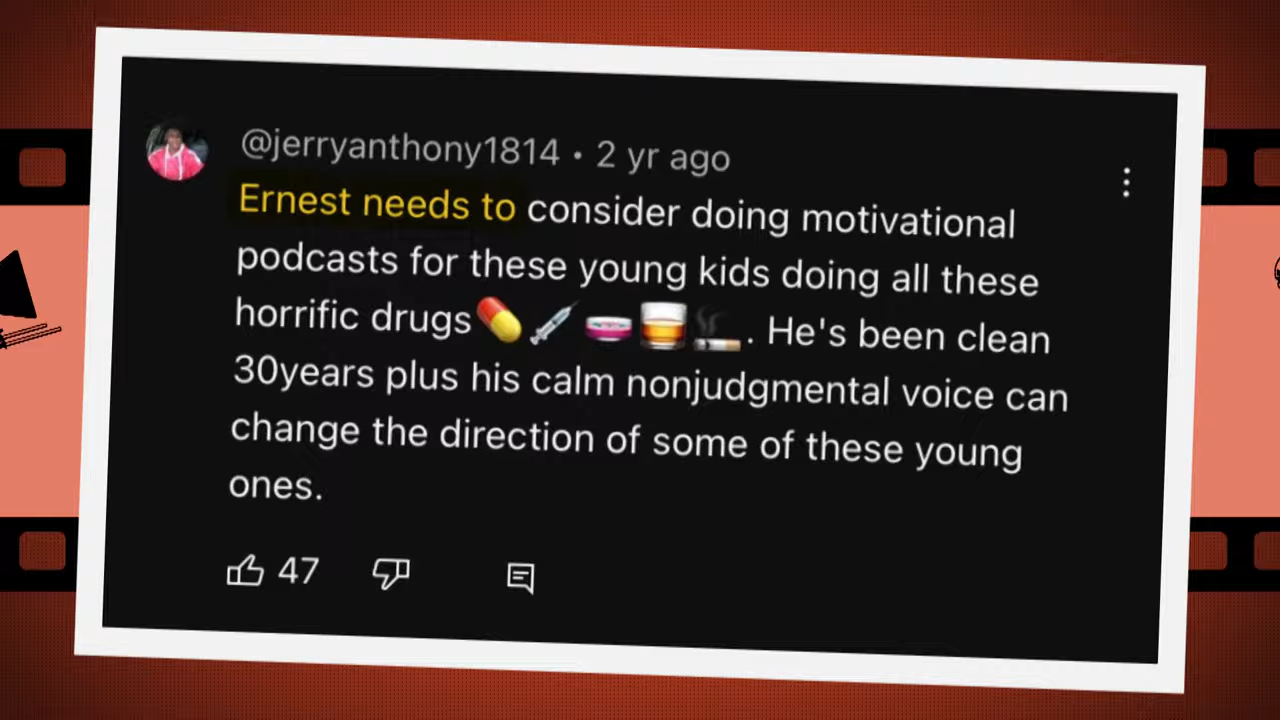 @jerryanthony1814 • 2 yr ago
Ernest needs to consider doing motivational
podcasts for these young kids doing all these
horrific drugs💊💉🍥🥃🚬. He's been clean
30years plus his calm nonjudgmental voice can
change the direction of some of these young
ones.
47